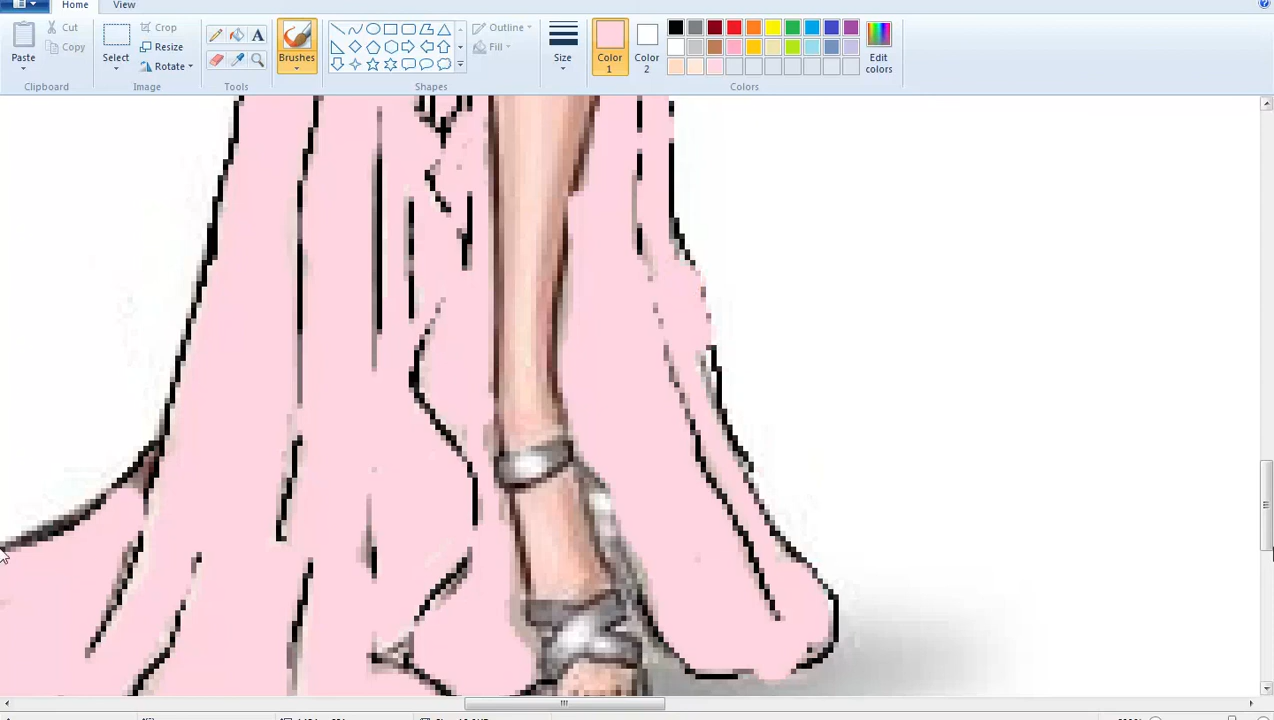 Home View
Cut
Copy
Paste
Clipboard
Crop
Resize
Rotate
Select
Image
A
Tools
Brushes
Outline
Fill
Shapes
Size
Color 1
Color 2
Edit colors
Colors